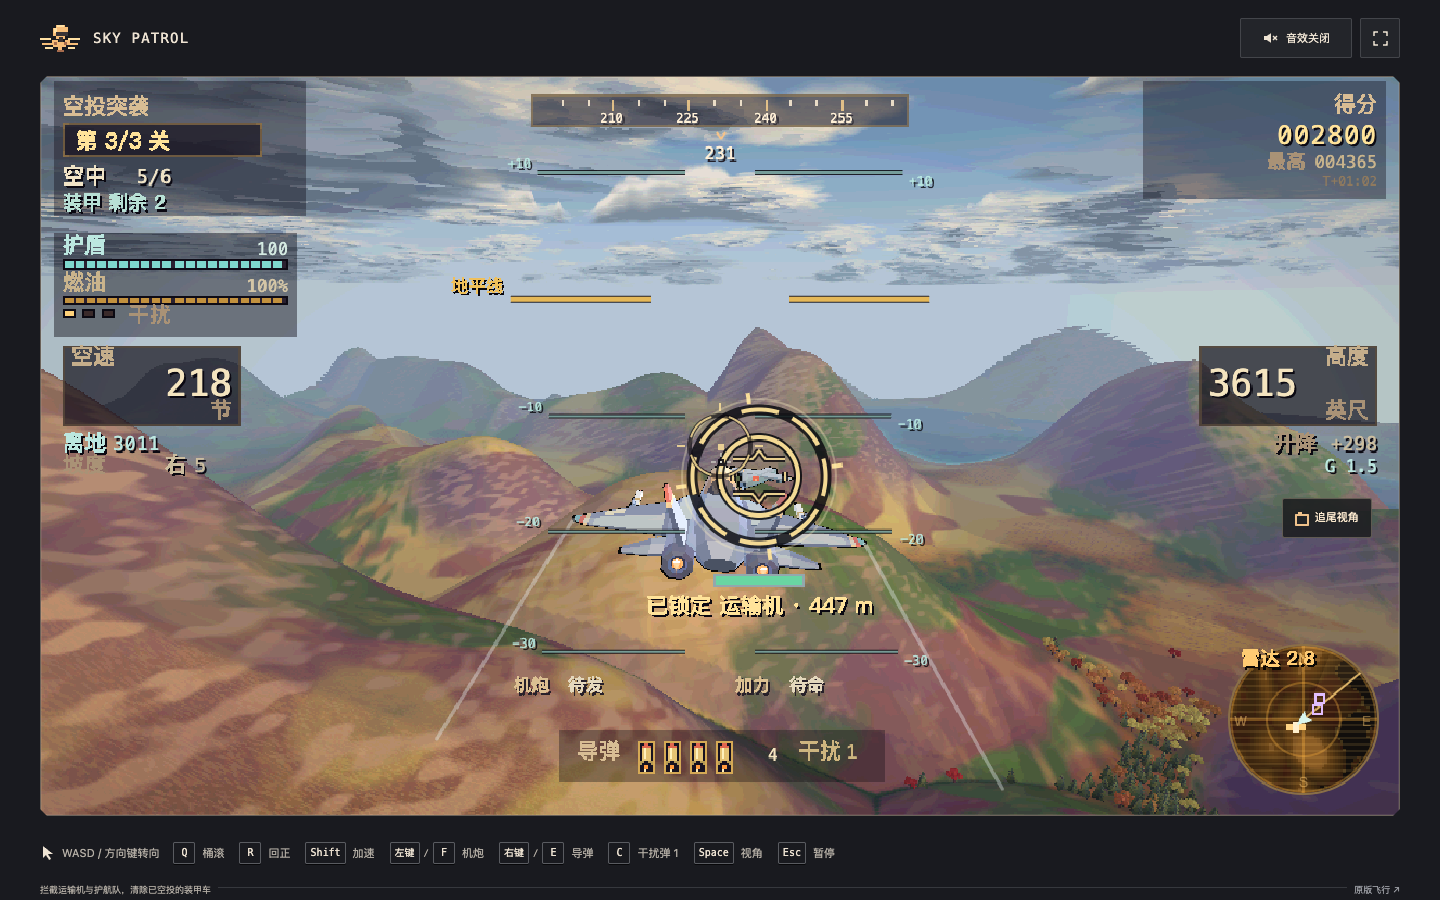 SKY PATROL
音效关闭
空投突袭
第 3/3 关
空中 5/6
装甲 剩余 2
护盾 100
燃油 100%
干扰
空速
218
节
离地 3011
坡度 右 5
210 225 240 255
231
+10 +10
地平线
-10 -10
-20 -20
-30 -30
已锁定 运输机 · 447 m
机炮 待发 加力 待命
导弹 4 干扰 1
得分
002800
最高 004365
T+01:02
高度
3615
英尺
升降 +298
G 1.5
追尾视角
雷达 2.8
W E
S
WASD / 方向键转向 Q 桶滚 R 回正 Shift 加速 左键 / F 机炮 右键 / E 导弹 C 干扰弹 1 Space 视角 Esc 暂停
拦截运输机与护航队，清除已空投的装甲车
原版飞行 ↗